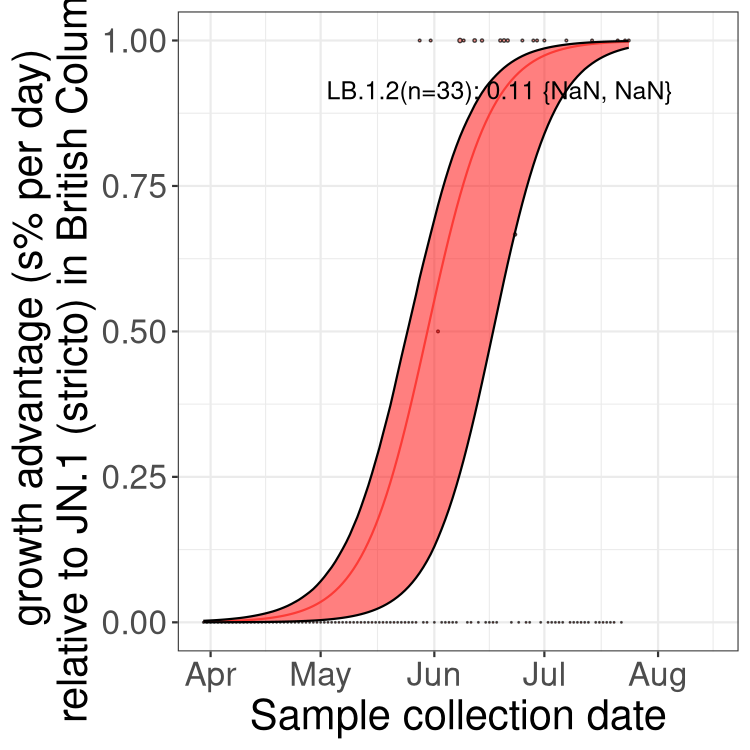 growth advantage (s% per day)
relative to JN.1 (stricto) in British Colum
1.00
0.75
0.50
0.25
0.00
LB.1.2(n=33): 0.11 {NaN, NaN}
Apr May Jun Jul Aug
Sample collection date